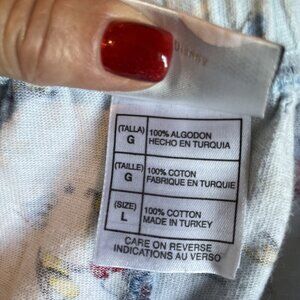 (TALLA)
G
100% ALGODON
HECHO EN TURQUIA
(TAILLE)
G
100% COTON
FABRIQUE EN TURQUIE
(SIZE)
L
100% COTTON
MADE IN TURKEY
CARE ON REVERSE
INDICATIONS AU VERSO